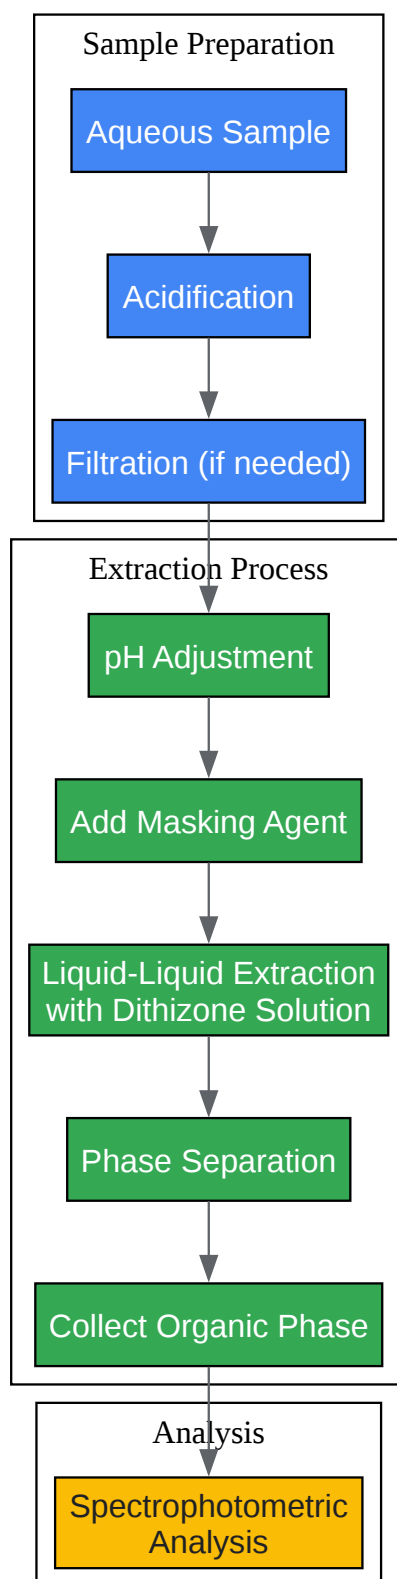 Sample Preparation
Aqueous Sample
Acidification
Filtration (if needed)
Extraction Process
pH Adjustment
Add Masking Agent
Liquid-Liquid Extraction
with Dithizone Solution
Phase Separation
Collect Organic Phase
Analysis
Spectrophotometric
Analysis